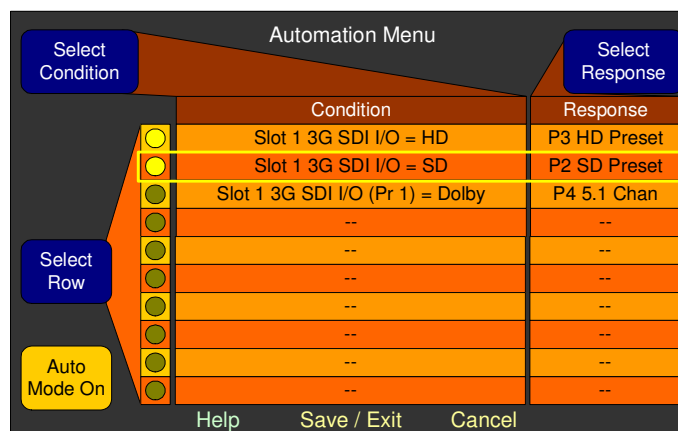 Automation Menu
Select
Condition
Select
Response
Condition Response
Slot 1 3G SDI I/O = HD P3 HD Preset
Slot 1 3G SDI I/O = SD P2 SD Preset
Slot 1 3G SDI I/O (Pr 1) = Dolby P4 5.1 Chan
-- --
-- --
-- --
-- --
-- --
-- --
-- --
Select
Row
Auto
Mode On
Help Save / Exit Cancel